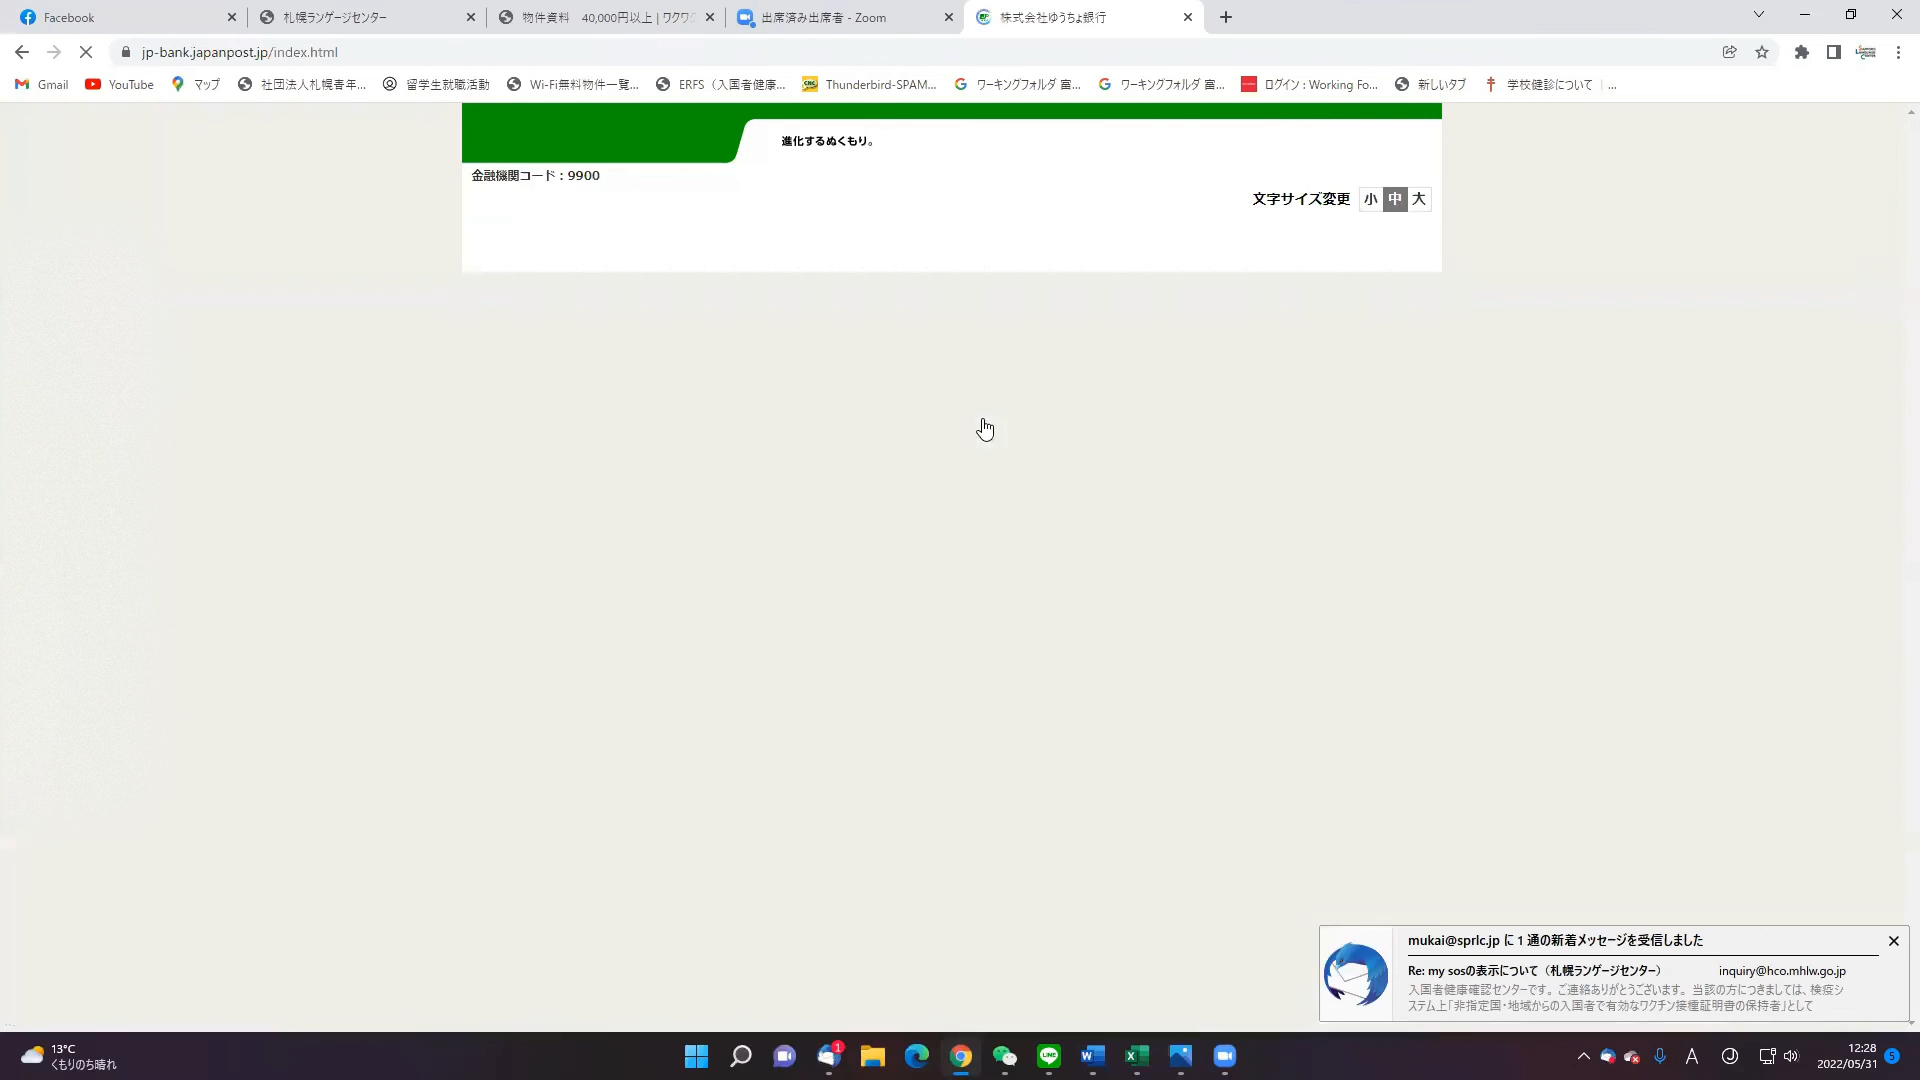 Facebook
札幌ランゲージセンター
物件資料　40,000円以上 | ワクワク
出席済み出席者 - Zoom
株式会社ゆうちょ銀行
jp-bank.japanpost.jp/index.html
Gmail
YouTube
マップ
社団法人札幌青年...
留学生就職活動
Wi-Fi無料物件一覧...
ERFS（入国者健康...
Thunderbird-SPAM...
ワーキングフォルダ 富...
ワーキングフォルダ 富...
ログイン : Working Fo...
新しいタブ
学校健診について | ...
進化するぬくもり。
金融機関コード：9900
文字サイズ変更 小 中 大
mukai@sprlc.jp に 1 通の新着メッセージを受信しました
Re: my sosの表示について（札幌ランゲージセンター） inquiry@hco.mhlw.go.jp
入国者健康確認センターです。ご連絡ありがとうございます。当該の方につきましては、検疫シ
ステム上「非指定国・地域からの入国者で有効なワクチン接種証明書の保持者」として
13°C
くもりのち晴れ
1
A
12:28
2022/05/31
5